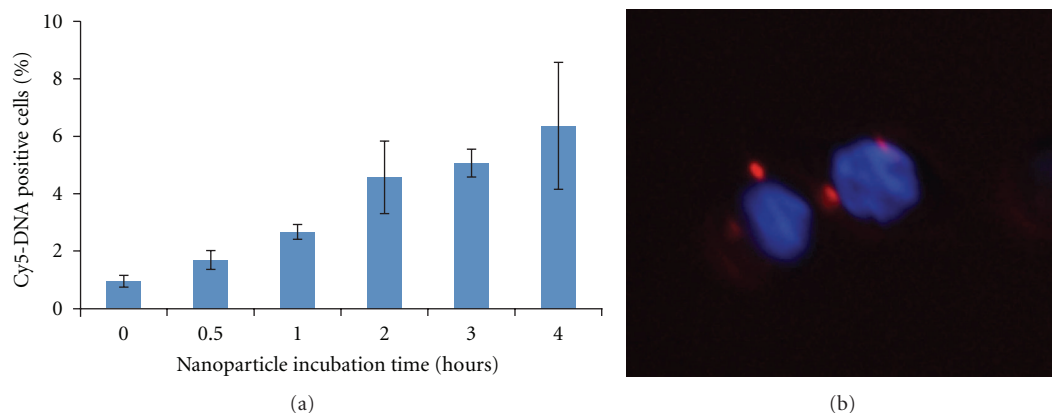 10
8
6
4
2
0
Cy5-DNA positive cells (%)
0 0.5 1 2 3 4
Nanoparticle incubation time (hours)
(a)
(b)